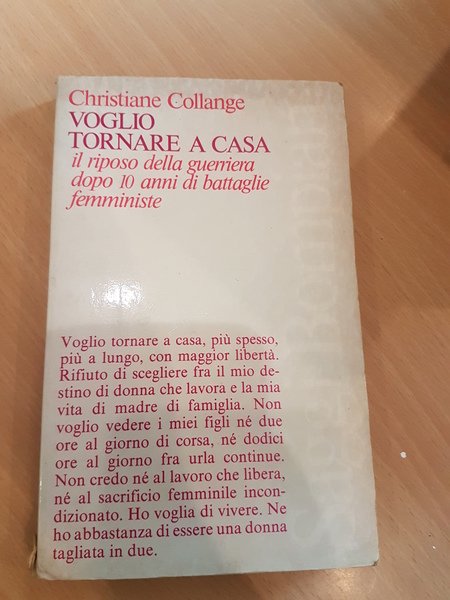 Christiane Collange
VOGLIO
TORNARE A CASA
il riposo della guerriera
dopo 10 anni di battaglie
femministe
Voglio tornare a casa, più spesso,
più a lungo, con maggior libertà.
Rifiuto di scegliere fra il mio de-
stino di donna che lavora e la mia
vita di madre di famiglia. Non
voglio vedere i miei figli né due
ore al giorno di corsa, né dodici
ore al giorno fra urla continue.
Non credo né al lavoro che libera,
né al sacrificio femminile incon-
dizionato. Ho voglia di vivere. Ne
ho abbastanza di essere una donna
tagliata in due.